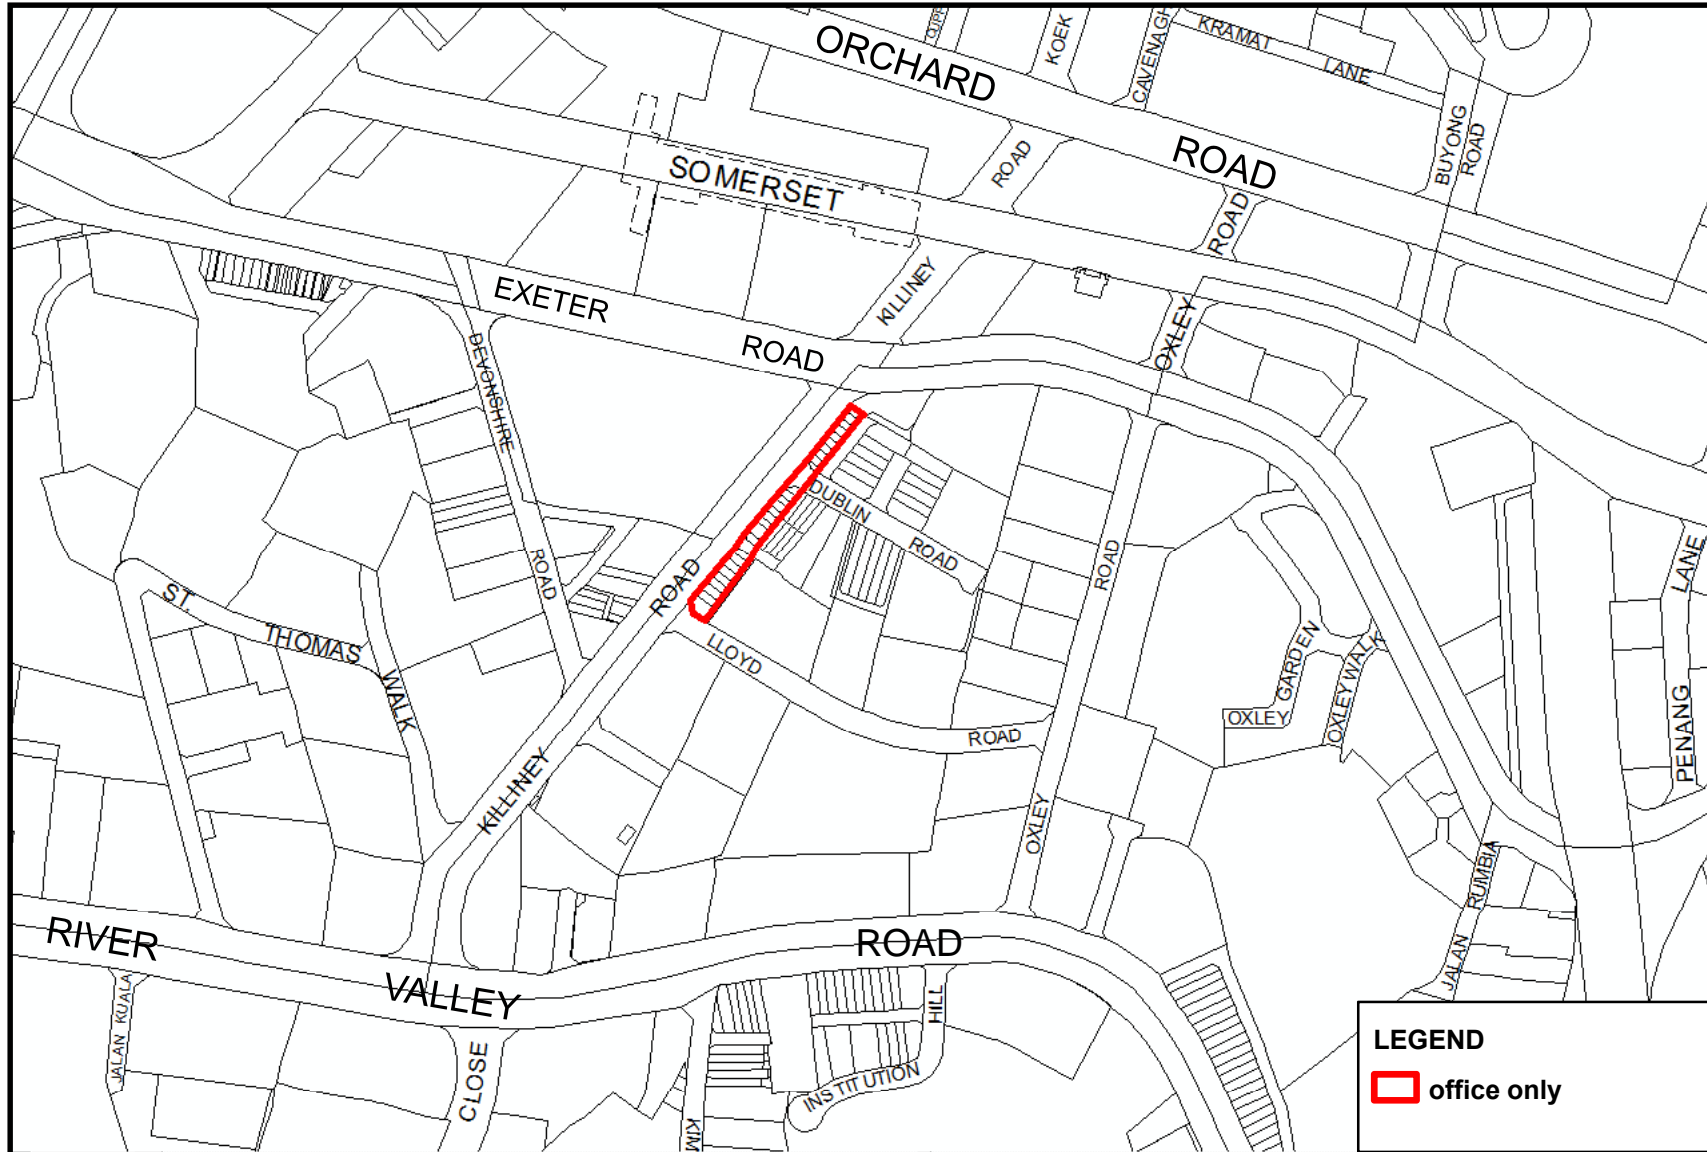 CUPP
KOEK
CAVENAGH
KRAMAT
LANE
ORCHARD
ROAD
BUYONG
ROAD
ROAD
SOMERSET
ROAD
KILLINEY
EXETER
ROAD
OXLEY
DEVONSHIRE
ROAD
DUBLIN
ROAD
ROAD
ROAD
LLOYD
ROAD
ST.
THOMAS
WALK
KILLINEY
OXLEY
OXLEY
GARDEN
OXLEY WALK
LANE
PENANG
JALAN
RUMBIA
RIVER
VALLEY
ROAD
JALAN KUALA
CLOSE
KIM
INSTITUTION
HILL
LEGEND
office only